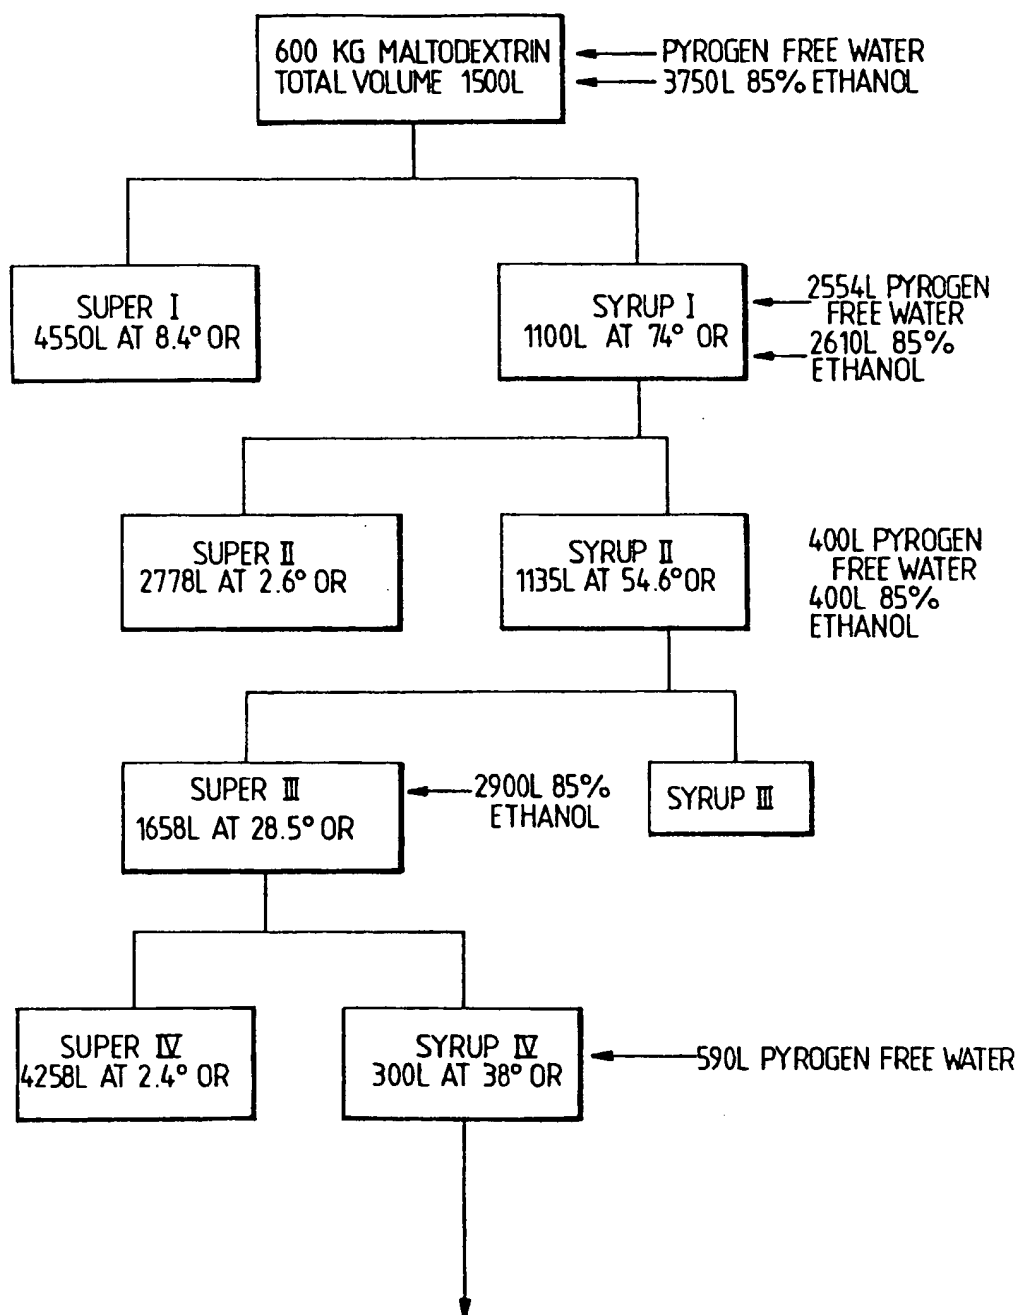 600 KG MALTODEXTRIN
TOTAL VOLUME 1500L
PYROGEN FREE WATER
3750L 85% ETHANOL
SUPER I
4550L AT 8.4° OR
SYRUP I
1100L AT 74° OR
2554L PYROGEN
FREE WATER
2610L 85%
ETHANOL
SUPER II
2778L AT 2.6° OR
SYRUP II
1135L AT 54.6° OR
400L PYROGEN
FREE WATER
400L 85%
ETHANOL
SUPER III
1658L AT 28.5° OR
2900L 85%
ETHANOL
SYRUP III
SUPER IV
4258L AT 2.4° OR
SYRUP IV
300L AT 38° OR
590L PYROGEN FREE WATER